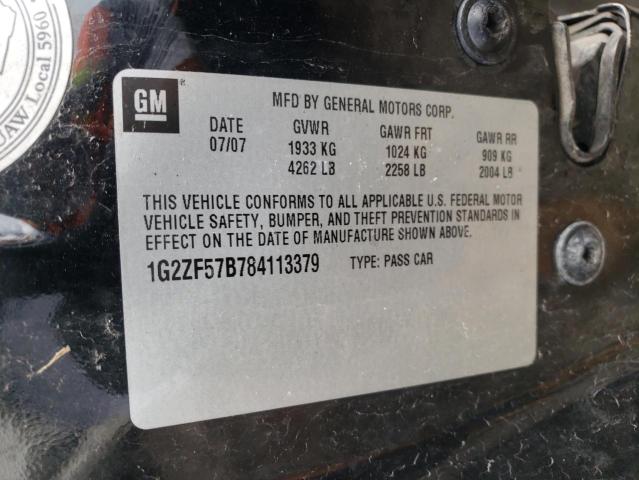 UAW Local 5960
GM
MFD BY GENERAL MOTORS CORP.
DATE GVWR GAWR FRT GAWR RR
07/07 1933 KG 1024 KG 909 KG
4262 LB 2258 LB 2004 LB
THIS VEHICLE CONFORMS TO ALL APPLICABLE U.S. FEDERAL MOTOR
VEHICLE SAFETY, BUMPER, AND THEFT PREVENTION STANDARDS IN
EFFECT ON THE DATE OF MANUFACTURE SHOWN ABOVE.
1G2ZF57B784113379 TYPE: PASS CAR